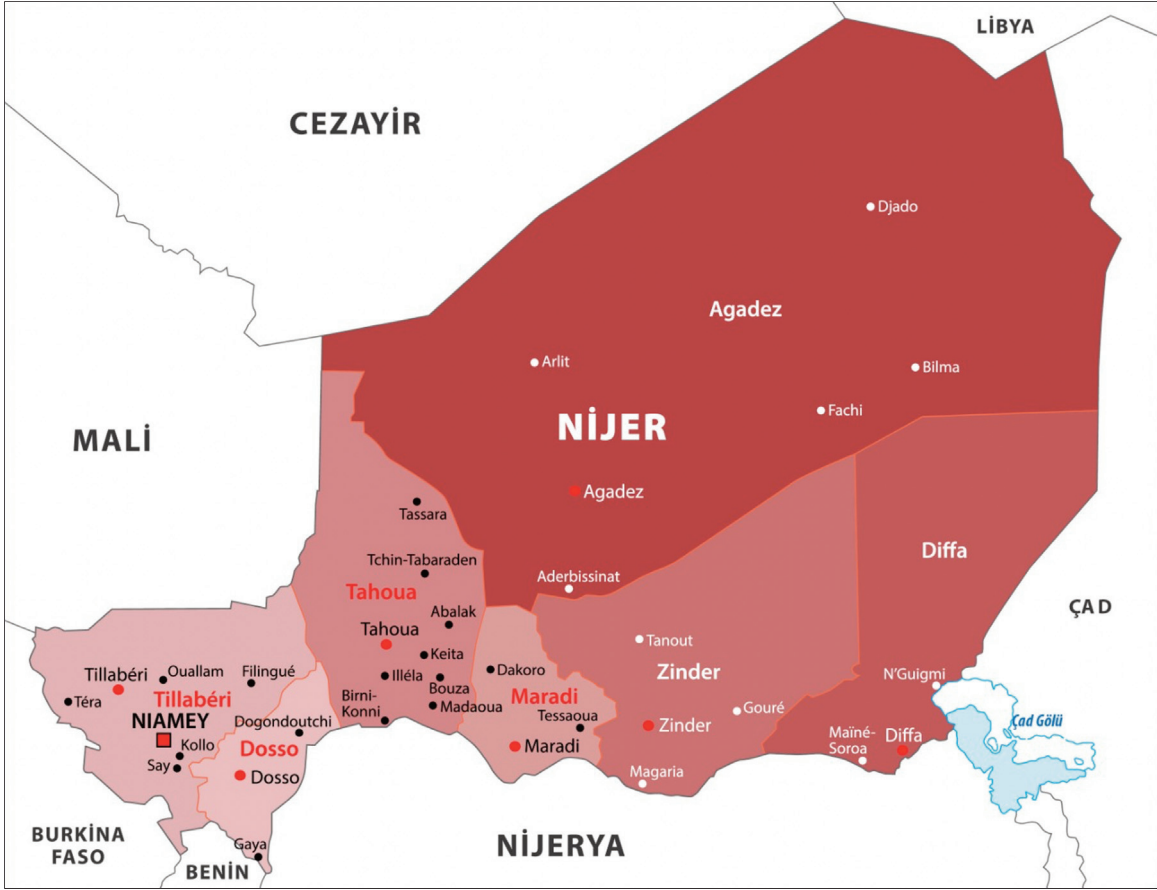 LİBYA
CEZAYİR
Djado
Agadez
Arlit
Bilma
Fachi
NİJER
MALİ
Agadez
Tassara
Diffa
Tchin-Tabaraden
Aderbissinat
Tahoua
ÇAD
Abalak
Tahoua
Tanout
Keita
Ouallam
Filingué
Dakoro
Zinder
N'Guigmi
Tillabéri
Illéla
Bouza
Tillabéri
Maradi
Téra
Birni-
Konni
Madaoua
Gouré
NIAMEY
Dogondoutchi
Tessaoua
Zinder
Çad Gölü
Maïné-
Soroa
Diffa
Kollo
Dosso
Maradi
Say
Dosso
Magaria
BURKİNA
FASO
Gaya
BENİN
NİJERYA